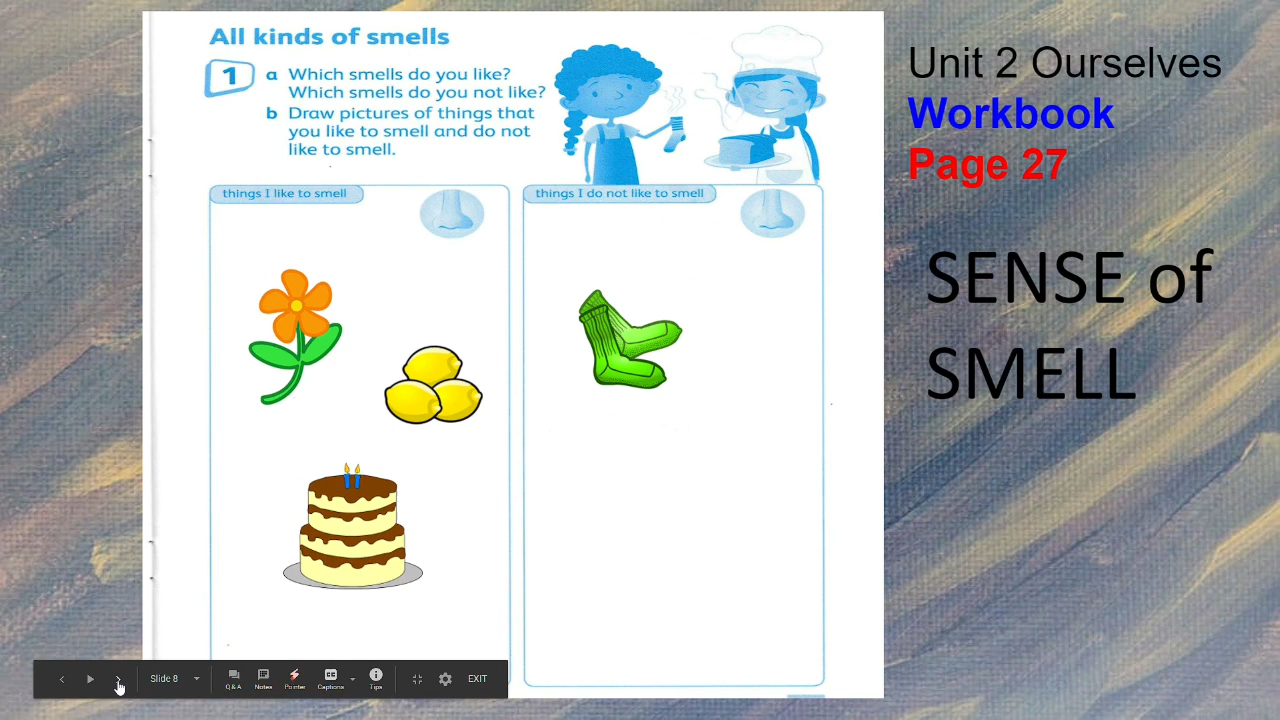 All kinds of smells
1 a Which smells do you like?
Which smells do you not like?
b Draw pictures of things that
you like to smell and do not
like to smell.
things I like to smell
things I do not like to smell
Unit 2 Ourselves
Workbook
Page 27
SENSE of
SMELL
Slide 8 Q&A Notes Pointer Captions Tips EXIT